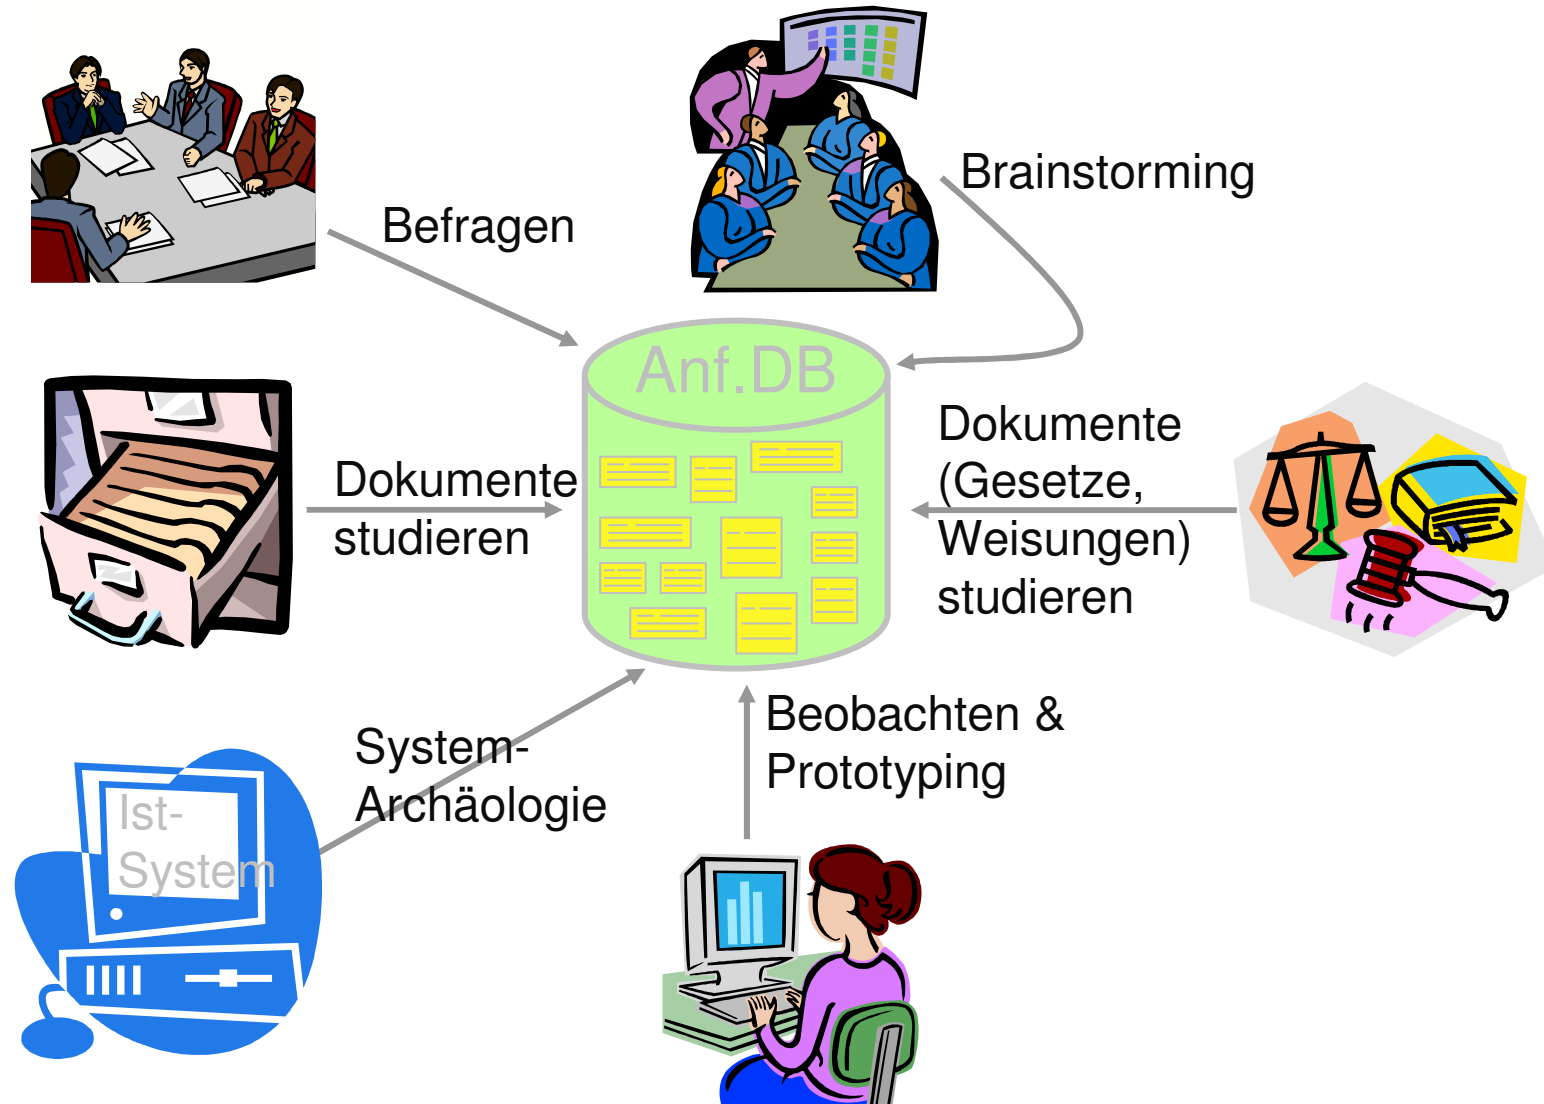 Brainstorming
Befragen
Anf.DB
Dokumente
studieren
Dokumente
(Gesetze,
Weisungen)
studieren
System-
Archäologie
Beobachten &
Prototyping
Ist-
System